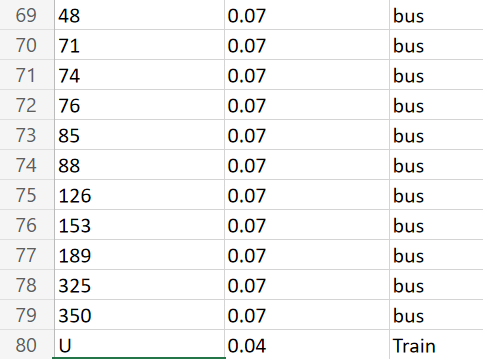 69 48 0.07 bus
70 71 0.07 bus
71 74 0.07 bus
72 76 0.07 bus
73 85 0.07 bus
74 88 0.07 bus
75 126 0.07 bus
76 153 0.07 bus
77 189 0.07 bus
78 325 0.07 bus
79 350 0.07 bus
80 U 0.04 Train